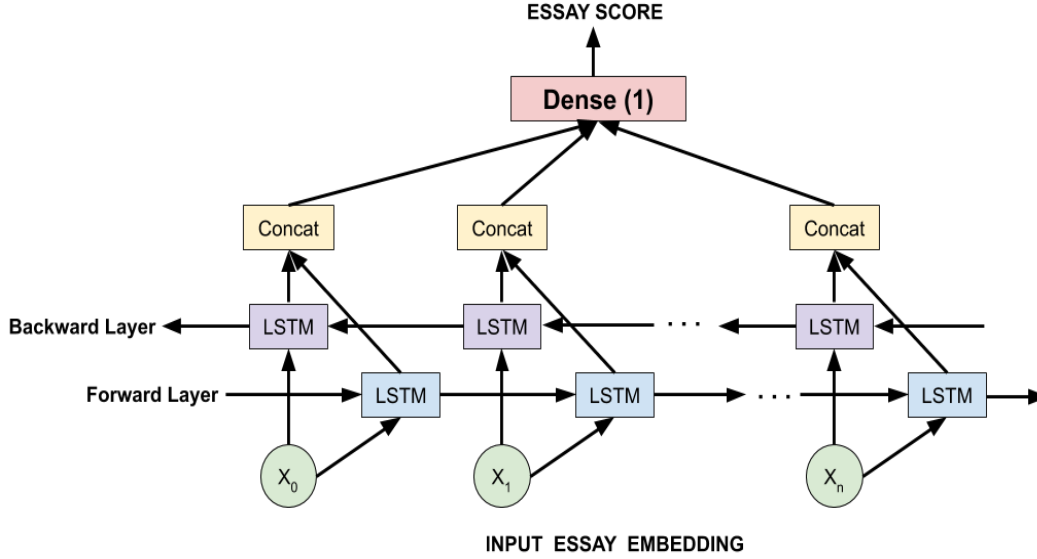 ESSAY SCORE
Dense (1)
Concat Concat Concat
Backward Layer LSTM LSTM . . . LSTM
Forward Layer LSTM LSTM . . . LSTM
X0 X1 Xn
INPUT ESSAY EMBEDDING